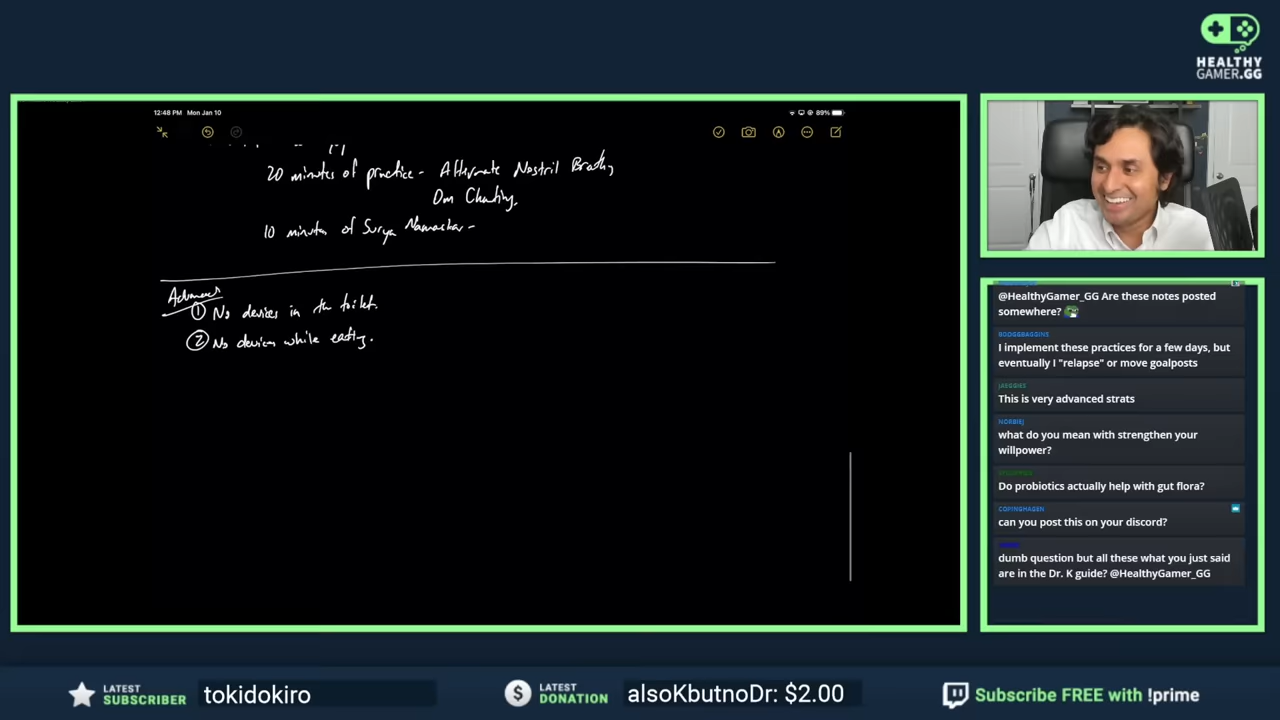 HEALTHY
GAMER.GG
12:48 PM Mon Jan 10
89%
20 minutes of practice - Alternate Nostril Breath,
Om Chanting.
10 minutes of Surya Namaskar -
Advanced
① No devices in the toilet.
② No devices while eating.
@HealthyGamer_GG Are these notes posted
somewhere?
BOOGGBAGGINS
I implement these practices for a few days, but
eventually I "relapse" or move goalposts
JAEGGIES
This is very advanced strats
NORBIEJ
what do you mean with strengthen your
willpower?
Do probiotics actually help with gut flora?
COPINGHAGEN
can you post this on your discord?
dumb question but all these what you just said
are in the Dr. K guide? @HealthyGamer_GG
LATEST
SUBSCRIBER
tokidokiro
$
LATEST
DONATION
alsoKbutnoDr: $2.00
Subscribe FREE with !prime